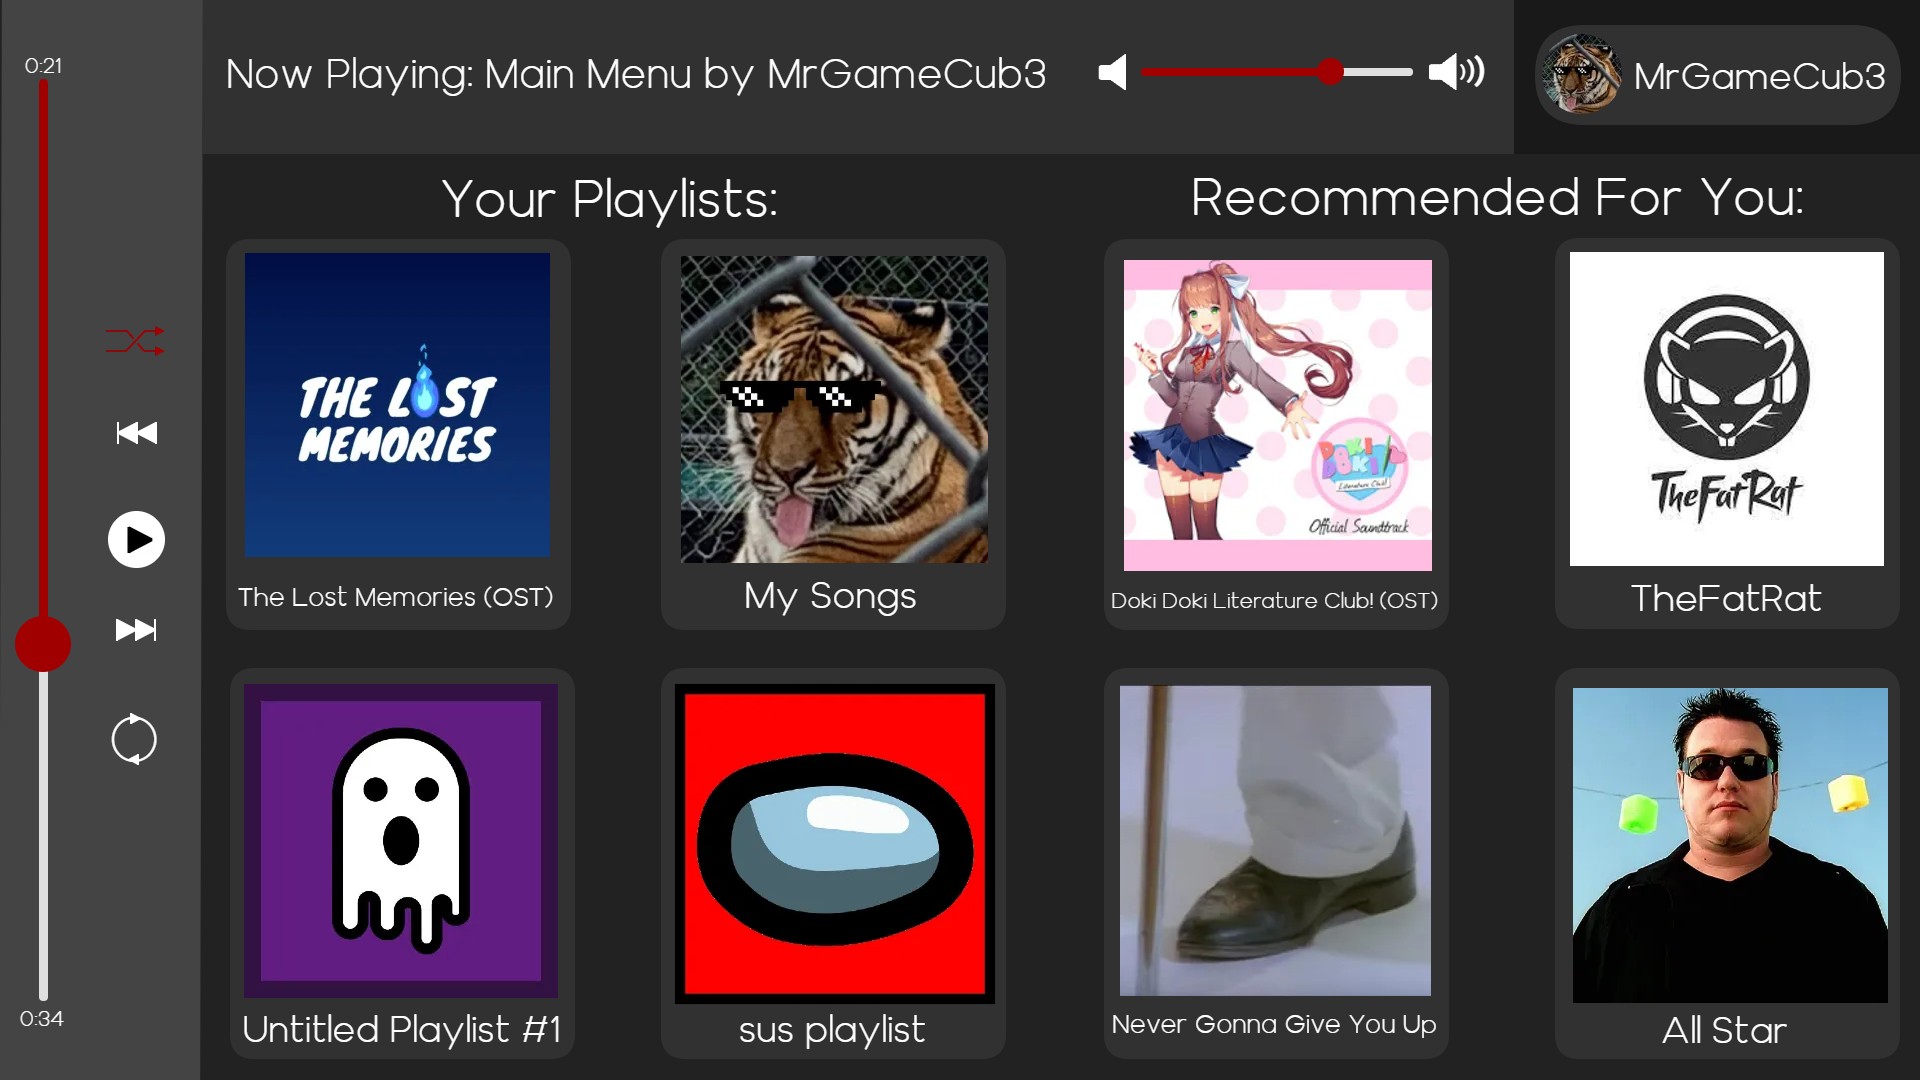 0:21
Now Playing: Main Menu by MrGameCub3
MrGameCub3
Your Playlists:
Recommended For You:
THE LOST
MEMORIES
The Lost Memories (OST)
My Songs
DOKI
DOKI
Literature Club!
Official Soundtrack
Doki Doki Literature Club! (OST)
TheFatRat
TheFatRat
Untitled Playlist #1
sus playlist
Never Gonna Give You Up
All Star
0:34